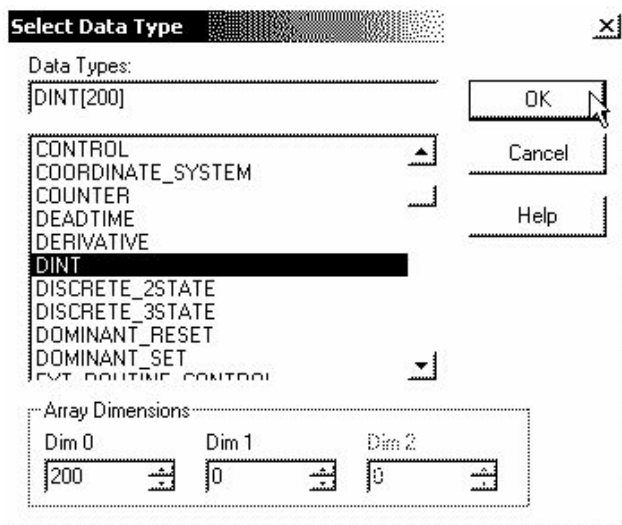 Select Data Type
Data Types:
DINT[200]
OK
CONTROL
COORDINATE_SYSTEM
COUNTER
DEADTIME
DERIVATIVE
DINT
DISCRETE_2STATE
DISCRETE_3STATE
DOMINANT_RESET
DOMINANT_SET
EXT_ROUTINE_CONTROL
Cancel
Help
Array Dimensions
Dim 0 Dim 1 Dim 2
200 0 0